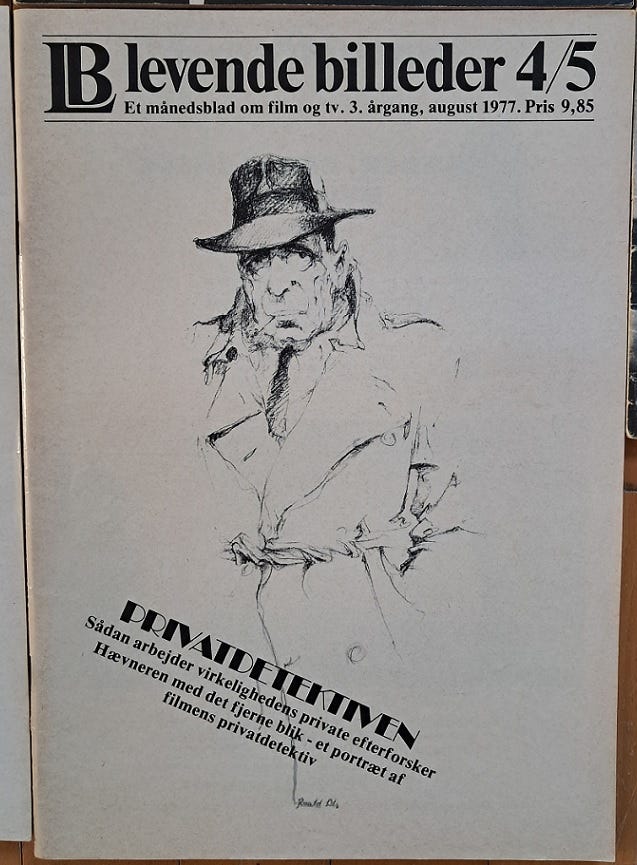 LB levende billeder 4/5
Et månedsblad om film og tv. 3. årgang, august 1977. Pris 9,85
PRIVATDETEKTIVEN
Sådan arbejder virkelighedens private efterforsker
Hævneren med det fjerne blik - et portræt af
filmens privatdetektiv